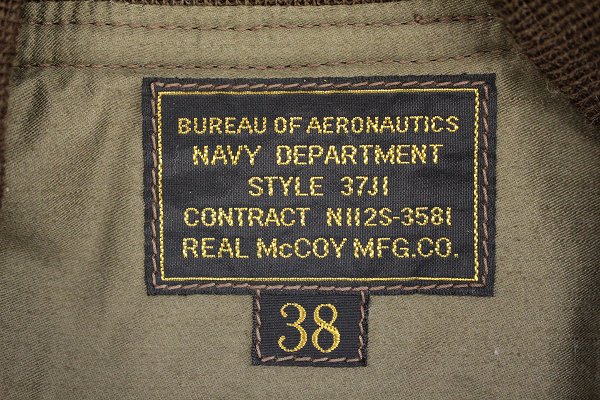 BUREAU OF AERONAUTICS
NAVY DEPARTMENT
STYLE 37J1
CONTRACT N112S-3581
REAL McCOY MFG.CO.
38